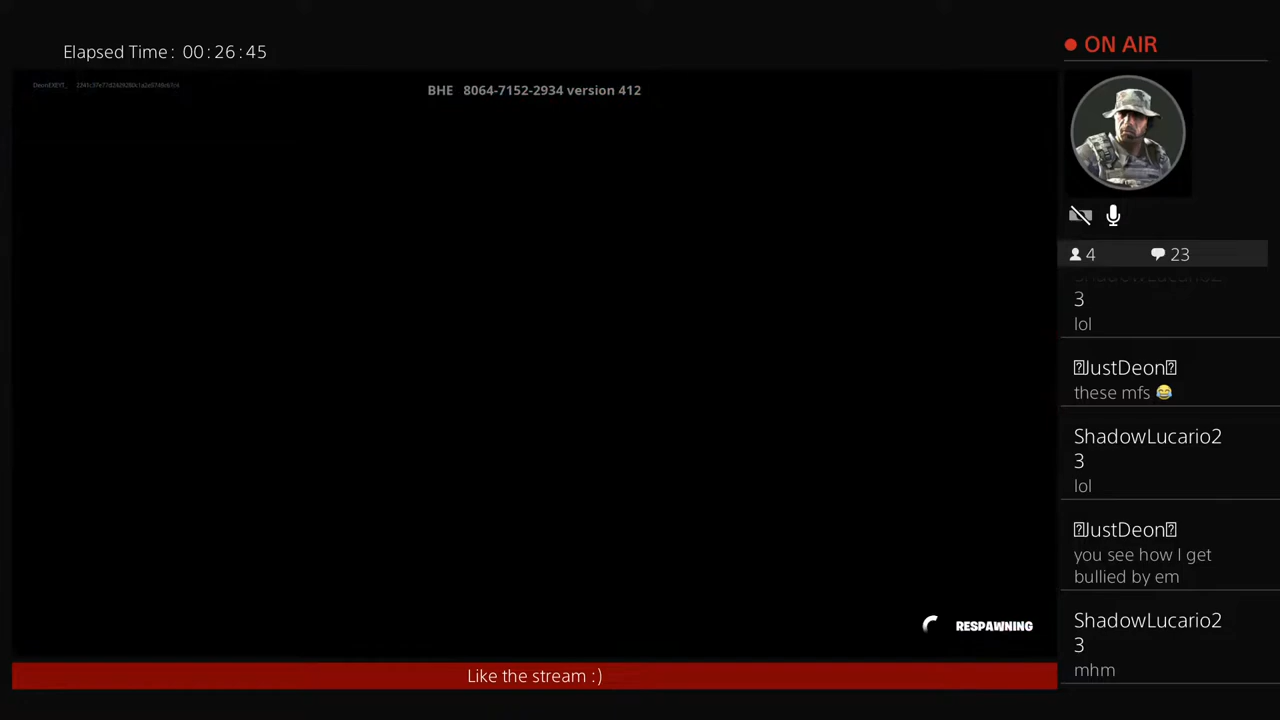 Elapsed Time: 00:26:45
ON AIR
BHE 8064-7152-2934 version 412
4 23
3
lol
JustDeon
these mfs 😂
ShadowLucario2
3
lol
JustDeon
you see how I get
bullied by em
ShadowLucario2
3
mhm
RESPAWNING
Like the stream :)